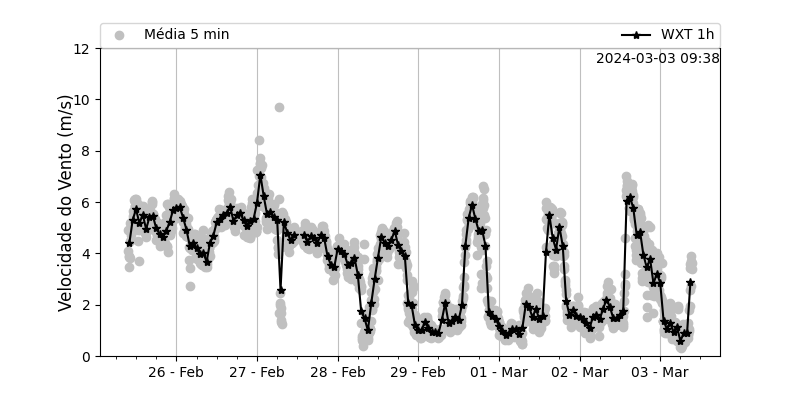 Média 5 min
WXT 1h
2024-03-03 09:38
Velocidade do Vento (m/s)
12
10
8
6
4
2
0
26 - Feb
27 - Feb
28 - Feb
29 - Feb
01 - Mar
02 - Mar
03 - Mar